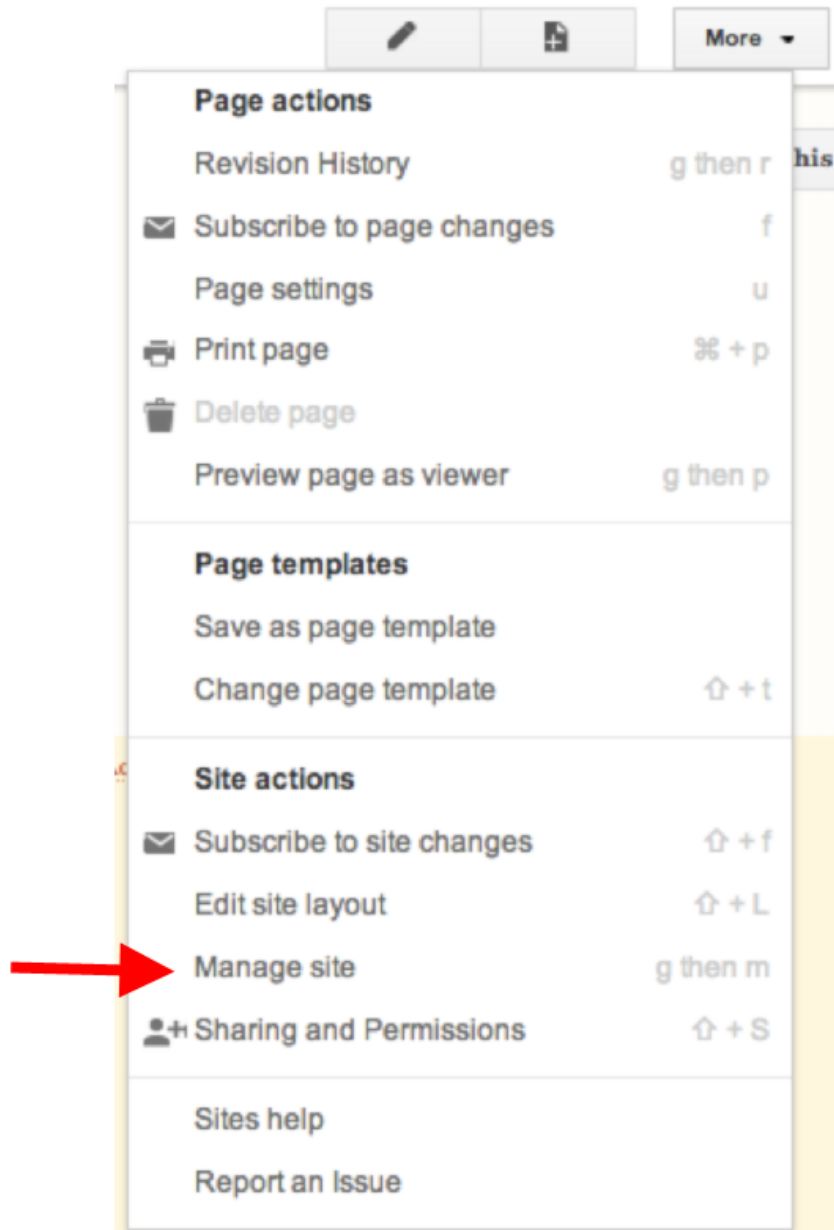 More
Page actions
Revision History g then r
his
Subscribe to page changes f
Page settings u
Print page ⌘ + p
Delete page
Preview page as viewer g then p
Page templates
Save as page template
Change page template ⇧ + t
Site actions
Subscribe to site changes ⇧ + f
Edit site layout ⇧ + L
Manage site g then m
Sharing and Permissions ⇧ + S
Sites help
Report an Issue